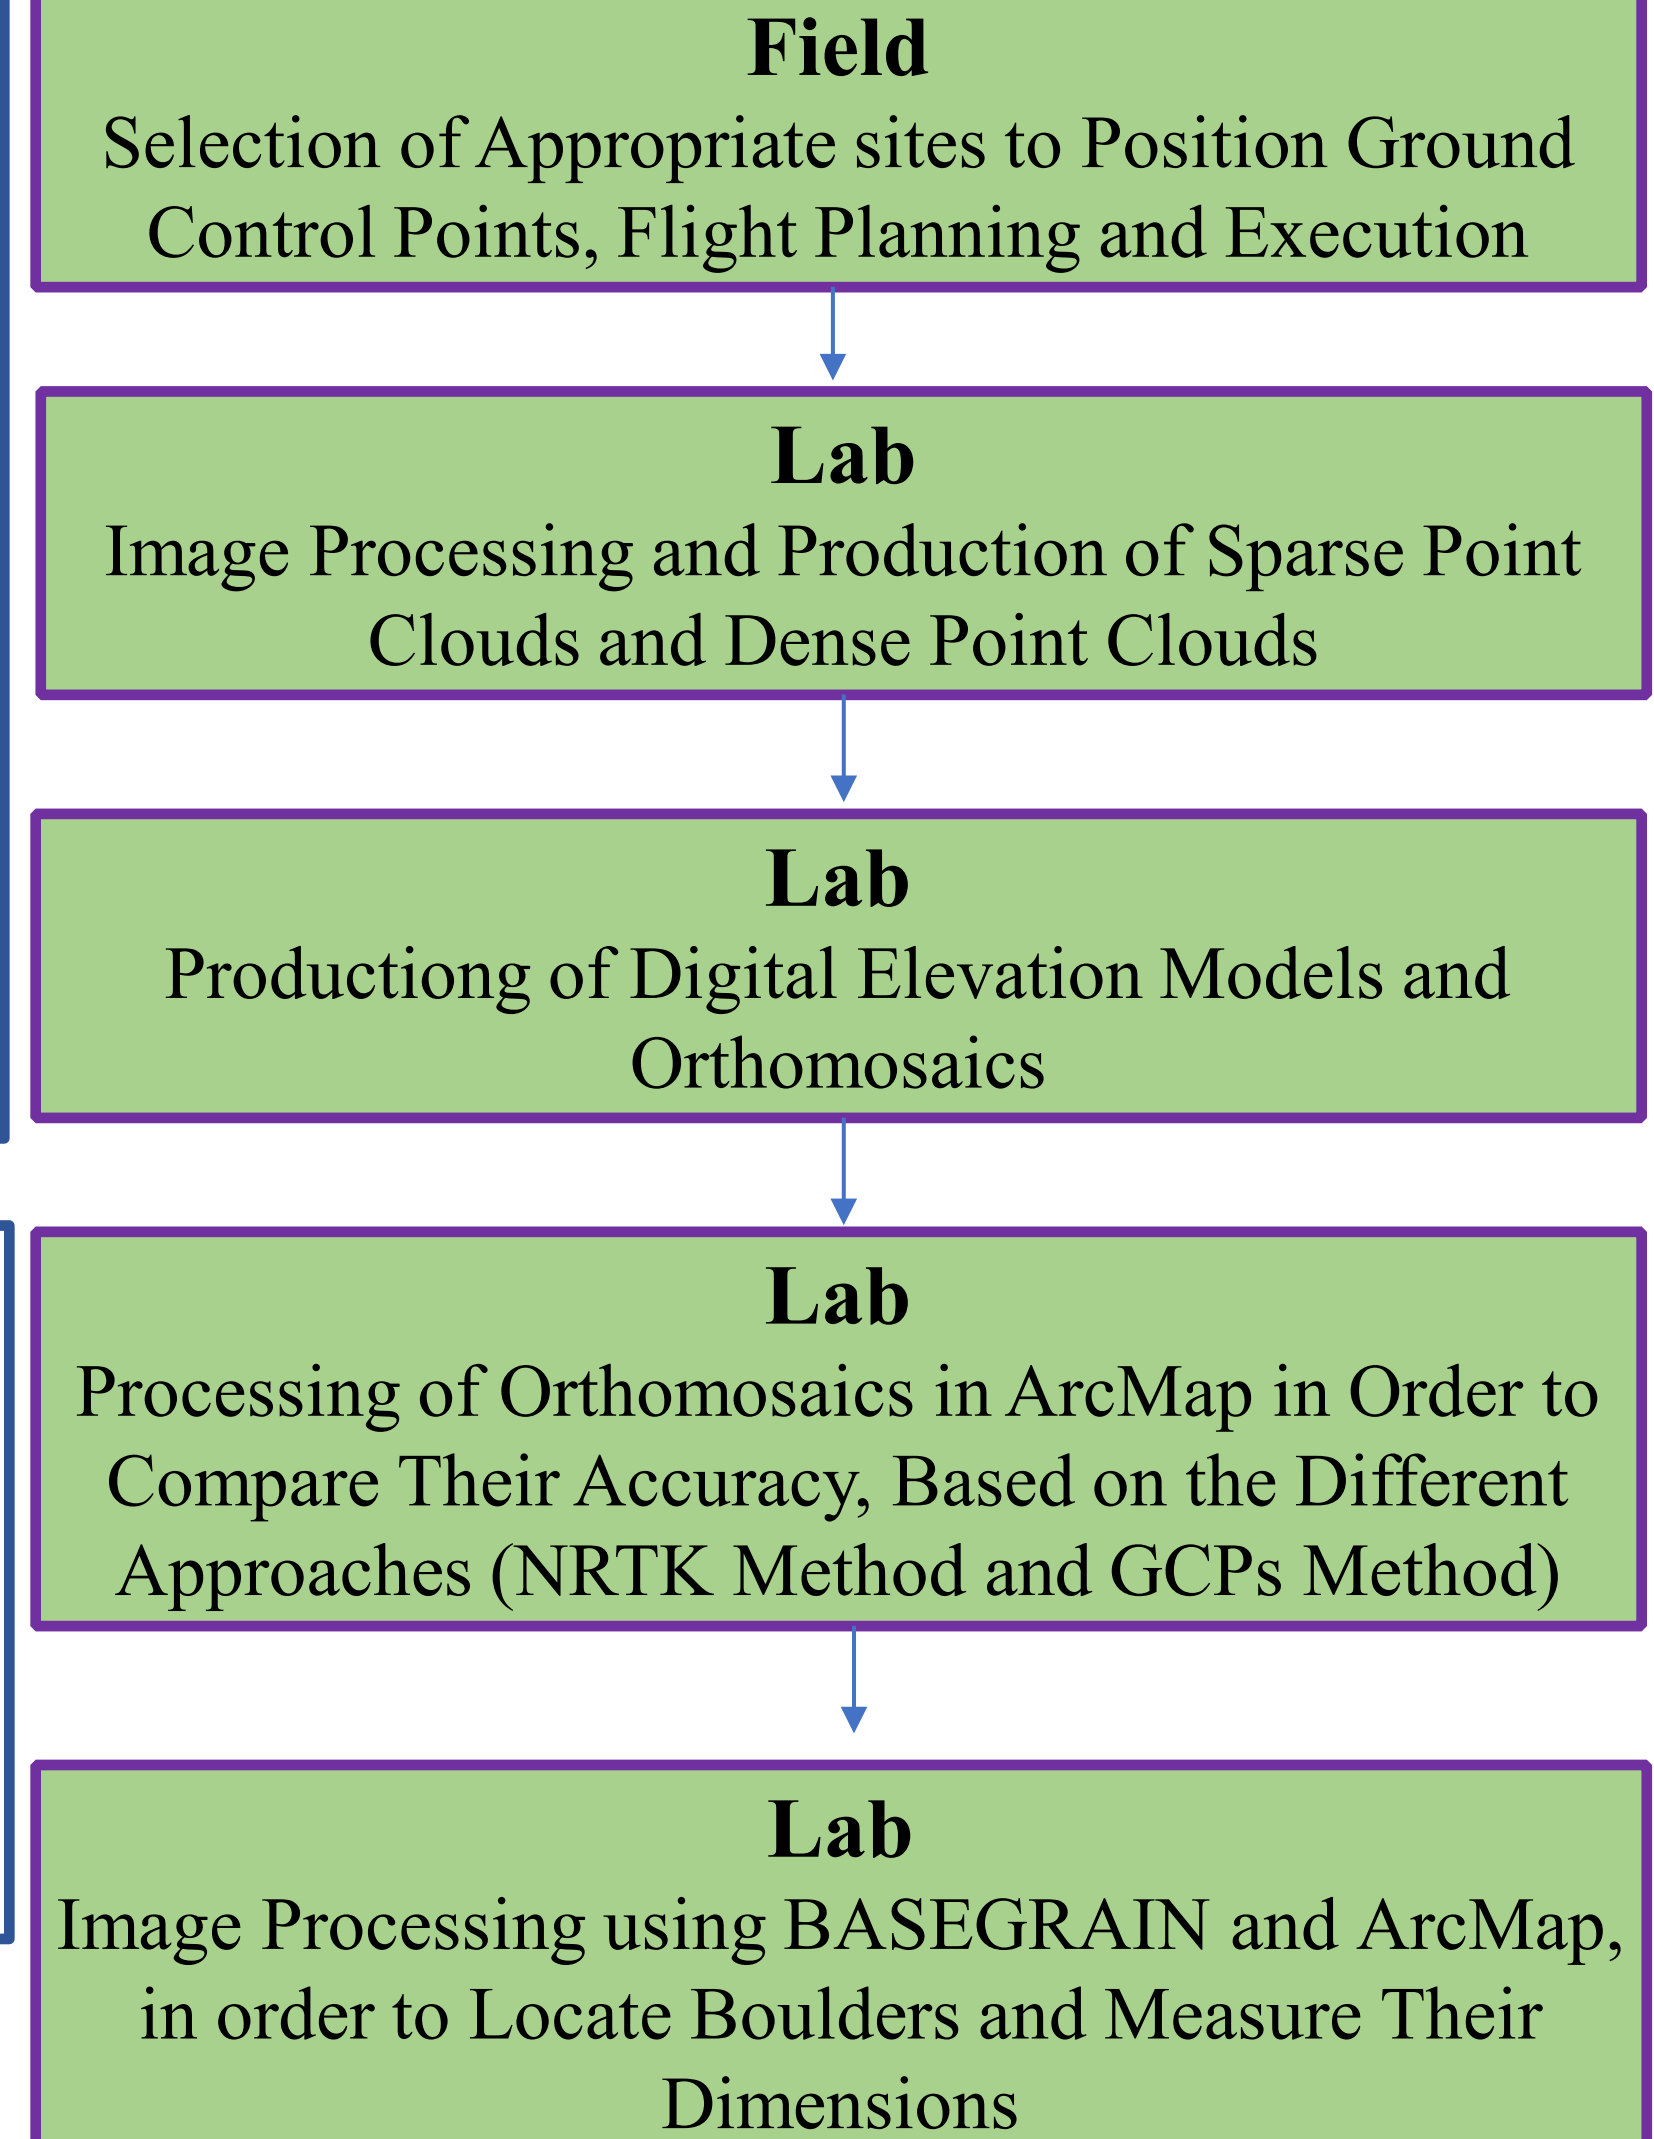 Field
Selection of Appropriate sites to Position Ground
Control Points, Flight Planning and Execution
Lab
Image Processing and Production of Sparse Point
Clouds and Dense Point Clouds
Lab
Productiong of Digital Elevation Models and
Orthomosaics
Lab
Processing of Orthomosaics in ArcMap in Order to
Compare Their Accuracy, Based on the Different
Approaches (NRTK Method and GCPs Method)
Lab
Image Processing using BASEGRAIN and ArcMap,
in order to Locate Boulders and Measure Their
Dimensions